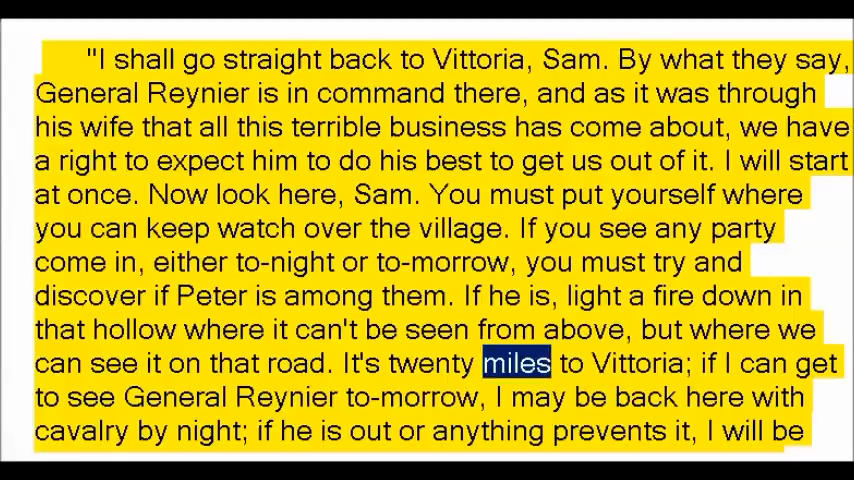 "I shall go straight back to Vittoria, Sam. By what they say,
General Reynier is in command there, and as it was through
his wife that all this terrible business has come about, we have
a right to expect him to do his best to get us out of it. I will start
at once. Now look here, Sam. You must put yourself where
you can keep watch over the village. If you see any party
come in, either to-night or to-morrow, you must try and
discover if Peter is among them. If he is, light a fire down in
that hollow where it can't be seen from above, but where we
can see it on that road. It's twenty miles to Vittoria; if I can get
to see General Reynier to-morrow, I may be back here with
cavalry by night; if he is out or anything prevents it, I will be